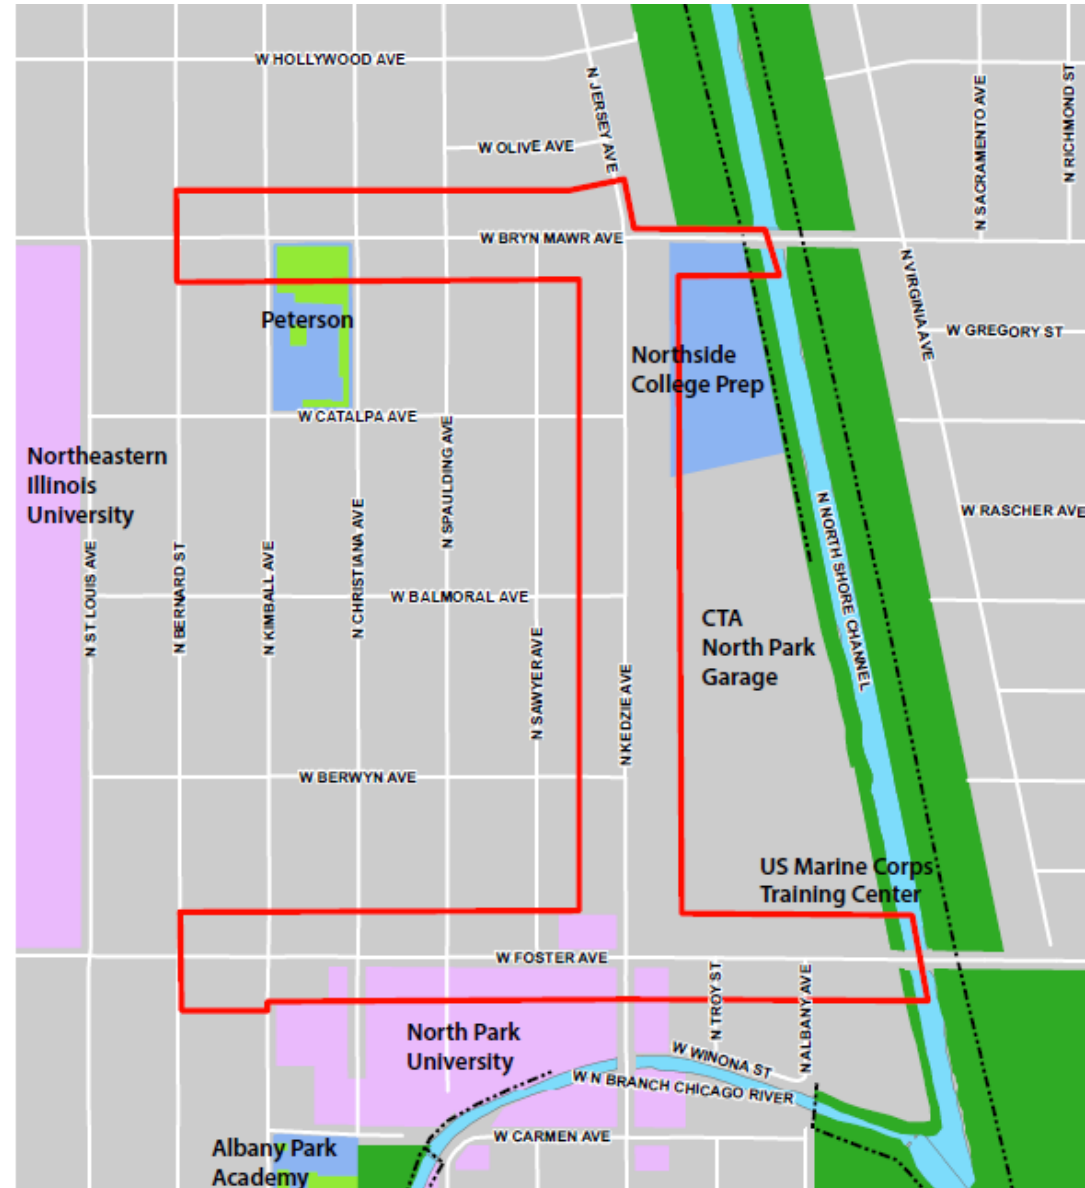 W HOLLYWOOD AVE
N JERSEY AVE
N SACRAMENTO AVE
N RICHMOND ST
W OLIVE AVE
W BRYN MAWR AVE
N VIRGINIA AVE
Peterson
W GREGORY ST
Northside
College Prep
W CATALPA AVE
N SPAULDING AVE
Northeastern
Illinois
University
N CHRISTIANA AVE
N NORTH SHORE CHANNEL
W RASCHER AVE
N ST LOUIS AVE
N BERNARD ST
N KIMBALL AVE
W BALMORAL AVE
N SAWYER AVE
CTA
North Park
Garage
N KEDZIE AVE
W BERWYN AVE
US Marine Corps
Training Center
W FOSTER AVE
N TROY ST
N ALBANY AVE
North Park
University
W WINONA ST
W N BRANCH CHICAGO RIVER
W CARMEN AVE
Albany Park
Academy